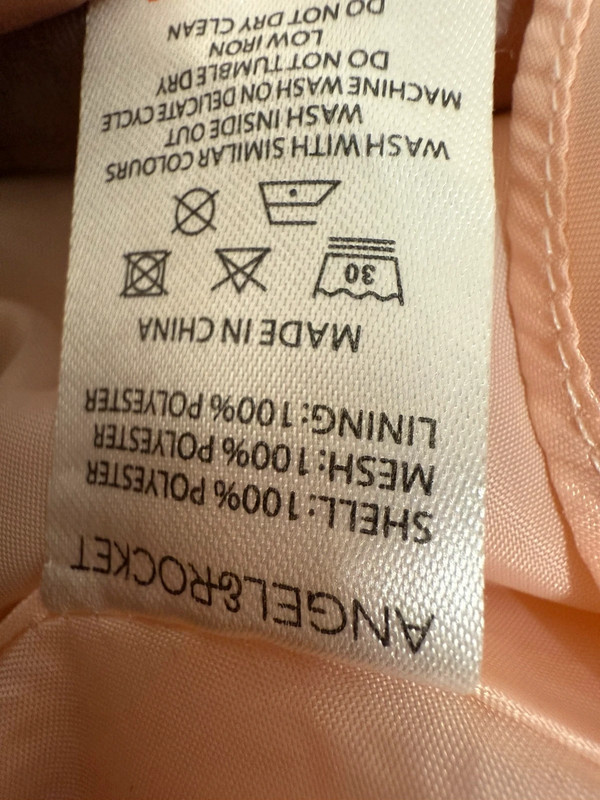 ANGEL&ROCKET
SHELL:100% POLYESTER
MESH:100% POLYESTER
LINING:100% POLYESTER
MADE IN CHINA
30
WASH WITH SIMILAR COLOURS
WASH INSIDE OUT
MACHINE WASH ON DELICATE CYCLE
DO NOT TUMBLE DRY
LOW IRON
DO NOT DRY CLEAN